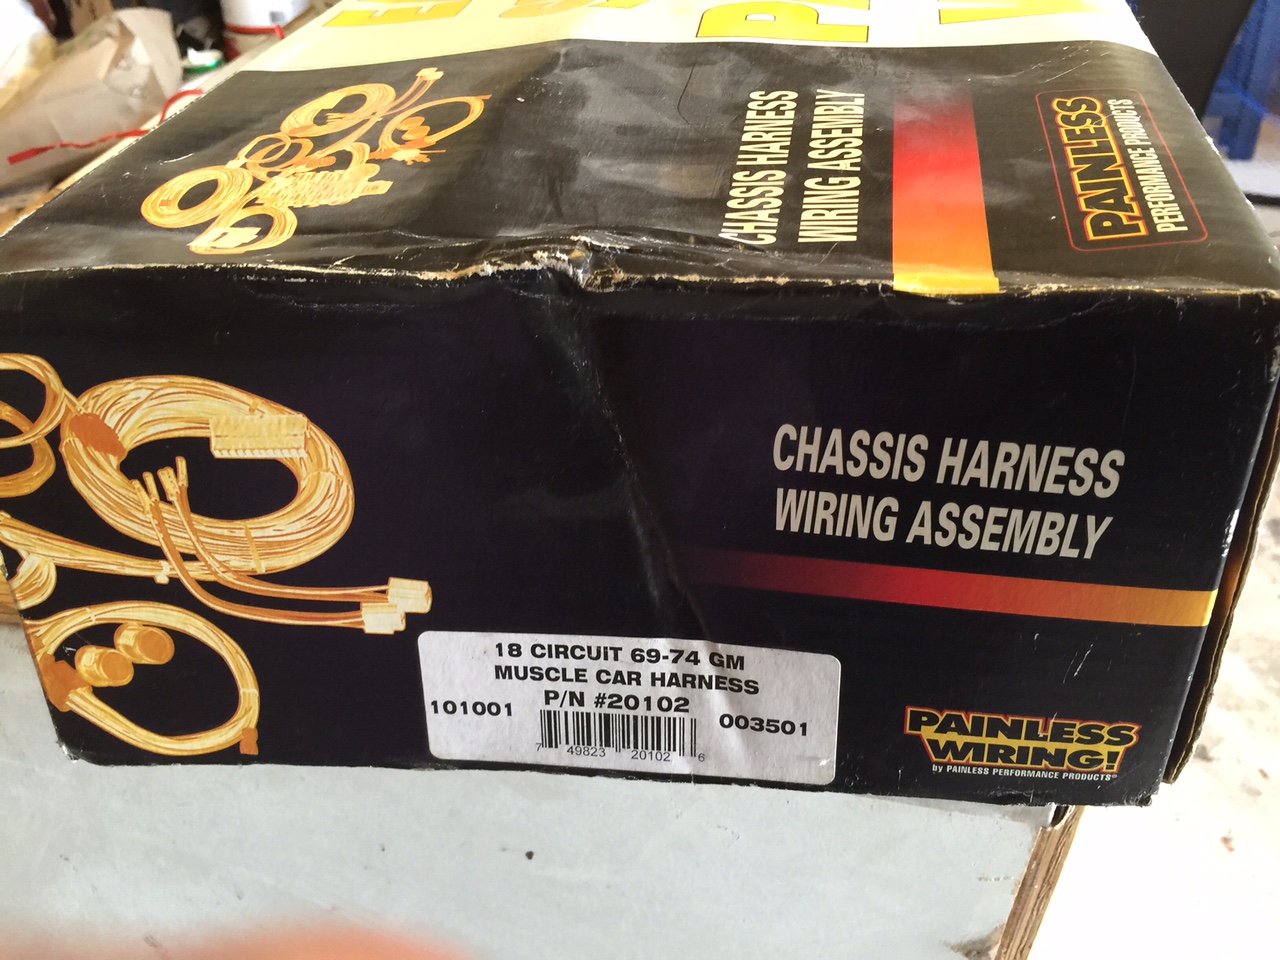 CHASSIS HARNESS
WIRING ASSEMBLY
PAINLESS
PERFORMANCE PRODUCTS
CHASSIS HARNESS
WIRING ASSEMBLY
18 CIRCUIT 69-74 GM
MUSCLE CAR HARNESS
P/N #20102
101001 003501
7 49823 20102 6
PAINLESS
WIRING!
by PAINLESS PERFORMANCE PRODUCTS